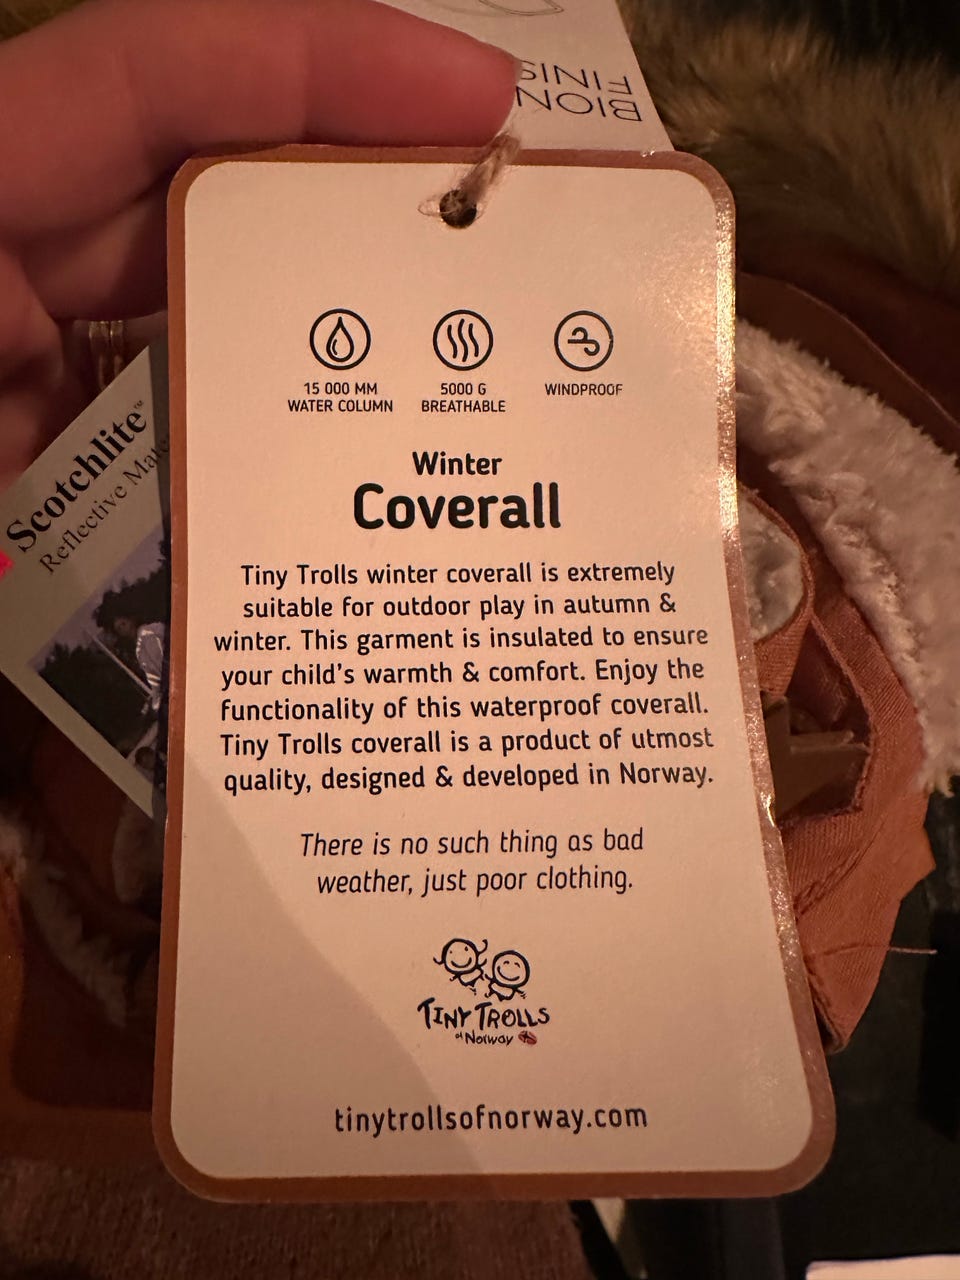 BION
FINIS
Scotchlite™
Reflective
15 000 MM
WATER COLUMN
5000 G
BREATHABLE
WINDPROOF
Winter
Coverall
Tiny Trolls winter coverall is extremely
suitable for outdoor play in autumn &
winter. This garment is insulated to ensure
your child's warmth & comfort. Enjoy the
functionality of this waterproof coverall.
Tiny Trolls coverall is a product of utmost
quality, designed & developed in Norway.
There is no such thing as bad
weather, just poor clothing.
TINY TROLLS
of Norway
tinytrollsofnorway.com